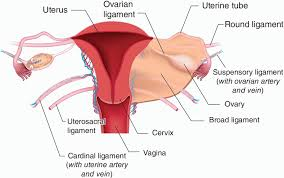 Uterus
Ovarian
ligament
Uterine tube
Round ligament
Suspensory ligament
(with ovarian artery
and vein)
Ovary
Broad ligament
Uterosacral
ligament
Cervix
Cardinal ligament
(with uterine artery
and vein)
Vagina